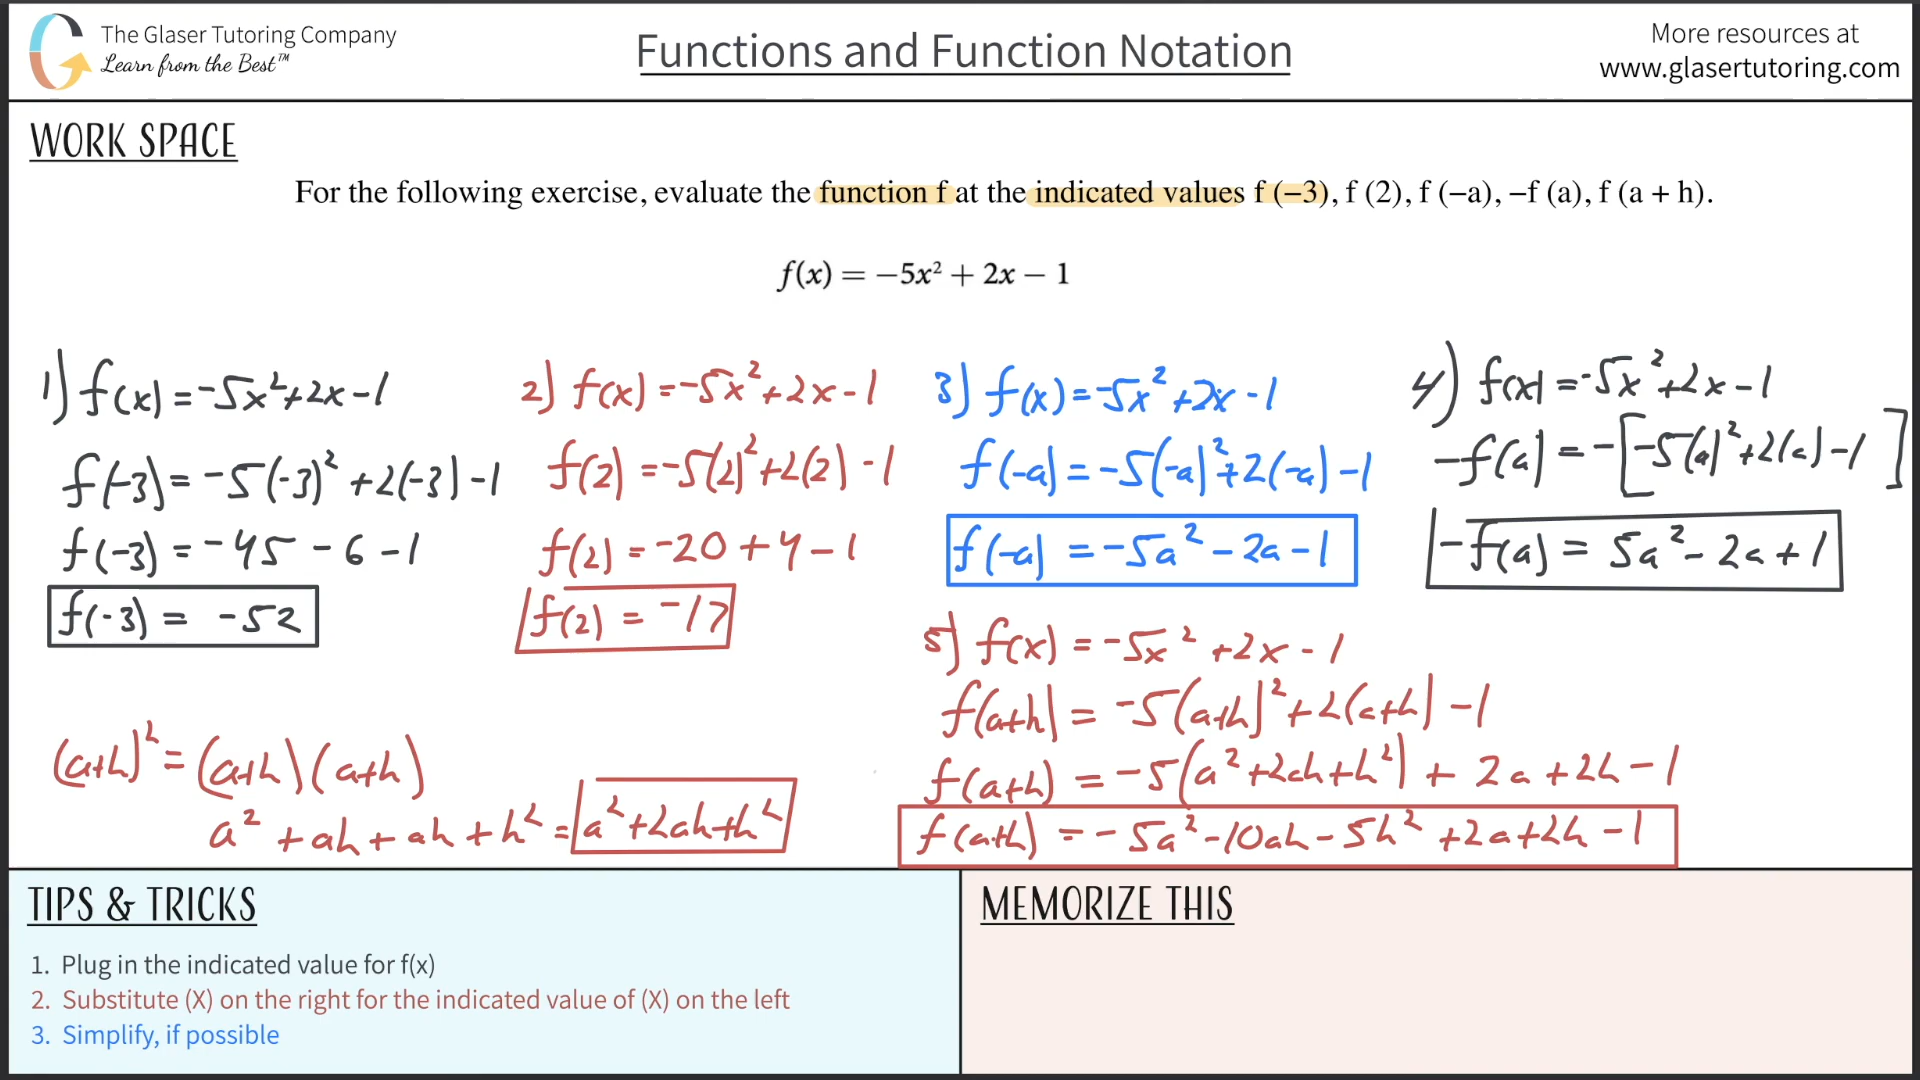 The Glaser Tutoring Company
Learn from the Best™
Functions and Function Notation
More resources at
www.glasertutoring.com
WORK SPACE
For the following exercise, evaluate the function f at the indicated values f (−3), f (2), f (−a), −f (a), f (a + h).
f(x) = −5x² + 2x − 1
1) f(x) = -5x²+2x-1
f(-3) = -5(-3)²+2(-3)-1
f(-3) = -45 - 6 - 1
f(-3) = -52
2) f(x) = -5x²+2x-1
f(2) = -5(2)²+2(2)-1
f(2) = -20+4-1
f(2) = -17
3) f(x) = -5x²+2x-1
f(-a) = -5(-a)²+2(-a)-1
f(-a) = -5a²-2a-1
4) f(x) = -5x²+2x-1
-f(a) = -[-5(a)²+2(a)-1]
-f(a) = 5a²-2a+1
5) f(x) = -5x²+2x-1
f(a+h) = -5(a+h)²+2(a+h)-1
f(a+h) = -5(a²+2ah+h²) + 2a+2h-1
f(a+h) = -5a²-10ah-5h²+2a+2h-1
(a+h)² = (a+h)(a+h)
a² + ah + ah + h² = a²+2ah+h²
TIPS & TRICKS
1. Plug in the indicated value for f(x)
2. Substitute (X) on the right for the indicated value of (X) on the left
3. Simplify, if possible
MEMORIZE THIS